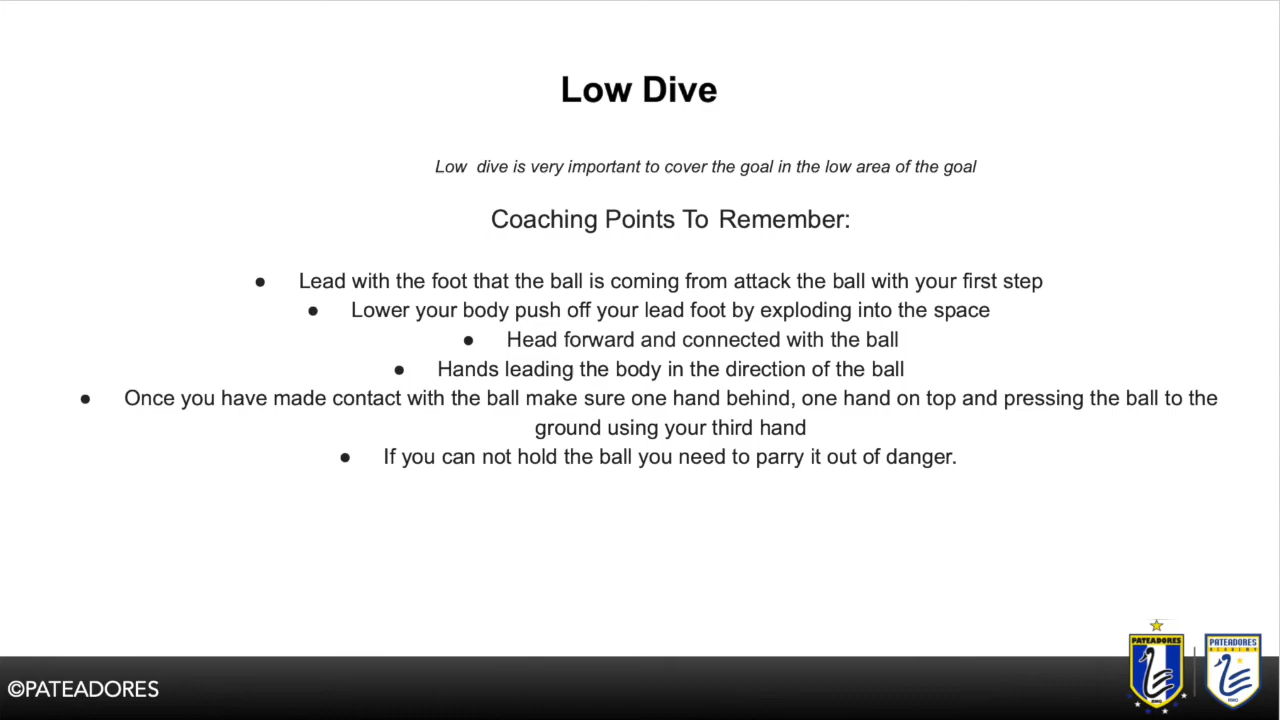 Low Dive
Low dive is very important to cover the goal in the low area of the goal
Coaching Points To Remember:
● Lead with the foot that the ball is coming from attack the ball with your first step
● Lower your body push off your lead foot by exploding into the space
● Head forward and connected with the ball
● Hands leading the body in the direction of the ball
● Once you have made contact with the ball make sure one hand behind, one hand on top and pressing the ball to the
ground using your third hand
● If you can not hold the ball you need to parry it out of danger.
©PATEADORES
PATEADORES
PATEADORES
ACADEMY